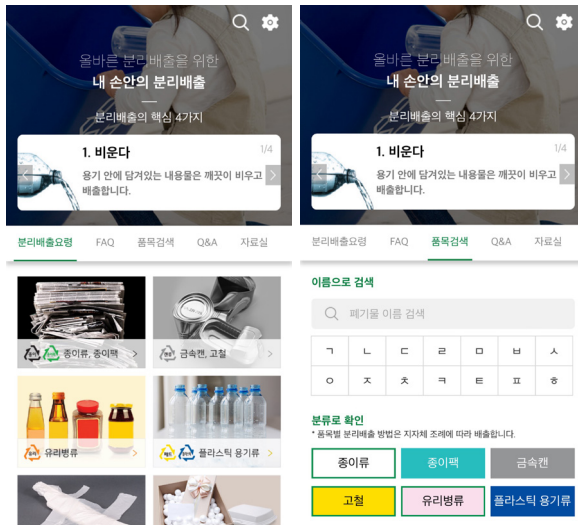 올바른 분리배출을 위한
내 손안의 분리배출
분리배출의 핵심 4가지
1. 비운다
1/4
용기 안에 담겨있는 내용물은 깨끗이 비우고
배출합니다.
분리배출요령 FAQ 품목검색 Q&A 자료실
종이류, 종이팩
금속캔, 고철
유리병류
플라스틱 용기류
올바른 분리배출을 위한
내 손안의 분리배출
분리배출의 핵심 4가지
1. 비운다
1/4
용기 안에 담겨있는 내용물은 깨끗이 비우고
배출합니다.
분리배출요령 FAQ 품목검색 Q&A 자료실
이름으로 검색
폐기물 이름 검색
ㄱ ㄴ ㄷ ㄹ ㅁ ㅂ ㅅ
ㅇ ㅈ ㅊ ㅋ ㅌ ㅍ ㅎ
분류로 확인
* 품목별 분리배출 방법은 지자체 조례에 따라 배출합니다.
종이류 종이팩 금속캔
고철 유리병류 플라스틱 용기류